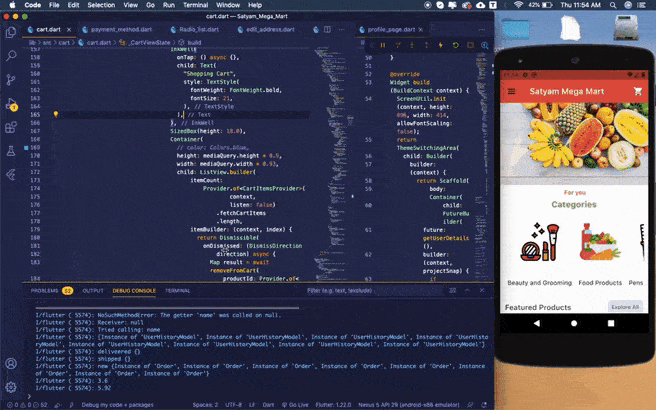 Code File Edit Selection View Go Run Terminal Window Help 42% Thu 11:54 AM
cart.dart — Satyam_Mega_Mart
cart.dart payment_method.dart Radio_list.dart edit_address.dart profile_page.dart
lib > src > cart > cart.dart > _CartViewState > build
157 InkWell(
158 onTap: () async {},
159 child: Text(
160 "Shopping Cart",
161 style: TextStyle(
162 fontWeight: FontWeight.bold,
163 fontSize: 21,
164 ), // TextStyle
165 ), // Text
166 ), // InkWell
167 SizedBox(height: 18.0),
168 Container(
169 // color: Colors.blue,
170 height: mediaQuery.height * 0.5,
171 width: mediaQuery.width * 0.93,
172 child: ListView.builder(
173 itemCount:
174 Provider.of<CartItemsProvider>(
175 context,
176 listen: false)
177 .fetchCartItems
178 .length,
179 itemBuilder: (context, index) {
180 return Dismissible(
181 onDismissed: (DismissDirection
182 direction) async {
183 Map result = await
removeFromCart(
184 productId: Provider.of<
50 }
51
52 @override
53 Widget build
(BuildContext context) {
54 ScreenUtil.init
(context, height:
896, width: 414,
allowFontScaling:
false);
55 return
ThemeSwitchingArea(
56 child: Builder(
57 builder:
(context) {
58 return Scaffold(
59 body:
Container(
60 child:
FutureBu
ilder(
61 future:
getUserDetails
(),
62 builder:
(context,
projectSnap) {
63 if
PROBLEMS 52 OUTPUT DEBUG CONSOLE TERMINAL Filter (e.g. text, !exclude)
I/flutter ( 5574): NoSuchMethodError: The getter 'name' was called on null.
I/flutter ( 5574): Receiver: null
I/flutter ( 5574): Tried calling: name
I/flutter ( 5574): [Instance of 'UserHistoryModel', Instance of 'UserHistoryModel', Instance of 'UserHistoryModel', Instance of 'UserHisto
ryModel', Instance of 'UserHistoryModel', Instance of 'UserHistoryModel', Instance of 'UserHistoryModel']
I/flutter ( 5574): delivered {}
I/flutter ( 5574): shipped {}
I/flutter ( 5574): new {Instance of 'Order', Instance of 'Order', Instance of 'Order', Instance of 'Order', Instance of 'Order', Instance
of 'Order', Instance of 'Order'}
I/flutter ( 5574): 3.6
I/flutter ( 5574): 5.92
Debug my code + packages Spaces: 2 UTF-8 LF Dart Go Live Flutter: 1.22.0 Nexus 5 API 29 (android-x86 emulator)
Satyam Mega Mart
For you
Categories
Beauty and Grooming Food Products Pens
Featured Products Explore All